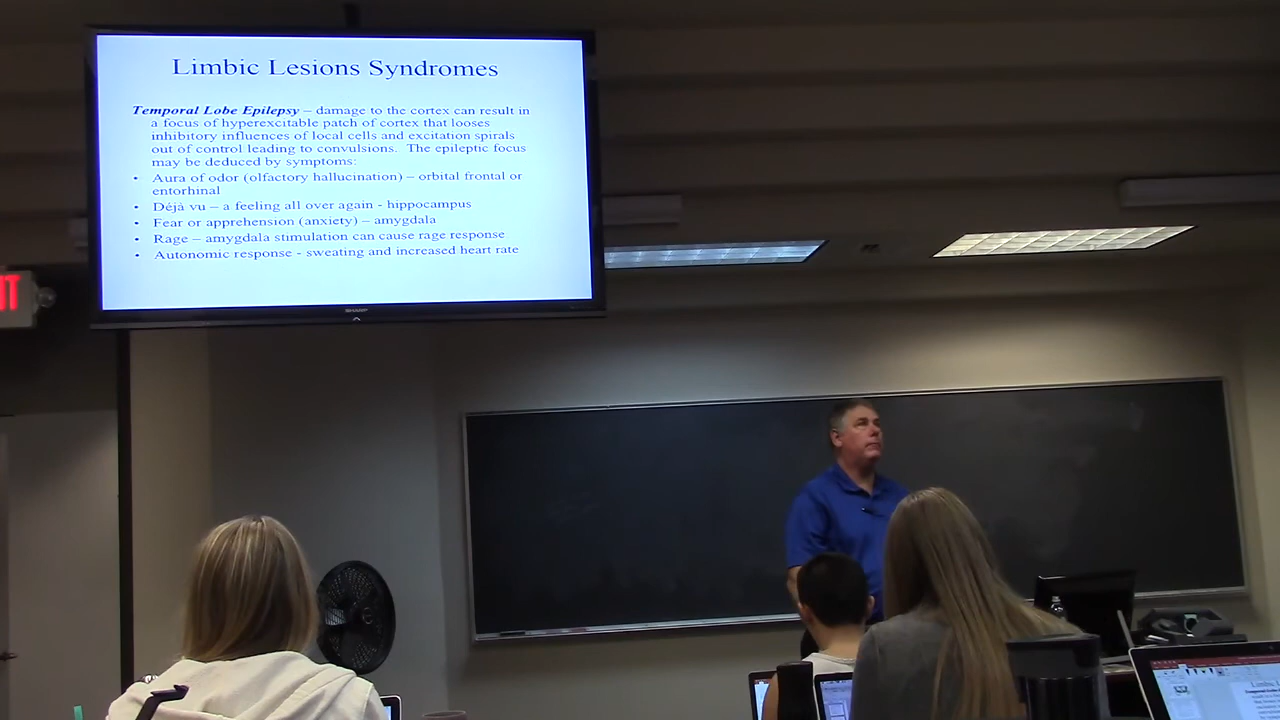 Limbic Lesions Syndromes
Temporal Lobe Epilepsy – damage to the cortex can result in
a focus of hyperexcitable patch of cortex that looses
inhibitory influences of local cells and excitation spirals
out of control leading to convulsions. The epileptic focus
may be deduced by symptoms:
• Aura of odor (olfactory hallucination) – orbital frontal or
entorhinal
• Déjà vu – a feeling all over again - hippocampus
• Fear or apprehension (anxiety) – amygdala
• Rage – amygdala stimulation can cause rage response
• Autonomic response - sweating and increased heart rate
SHARP
IT